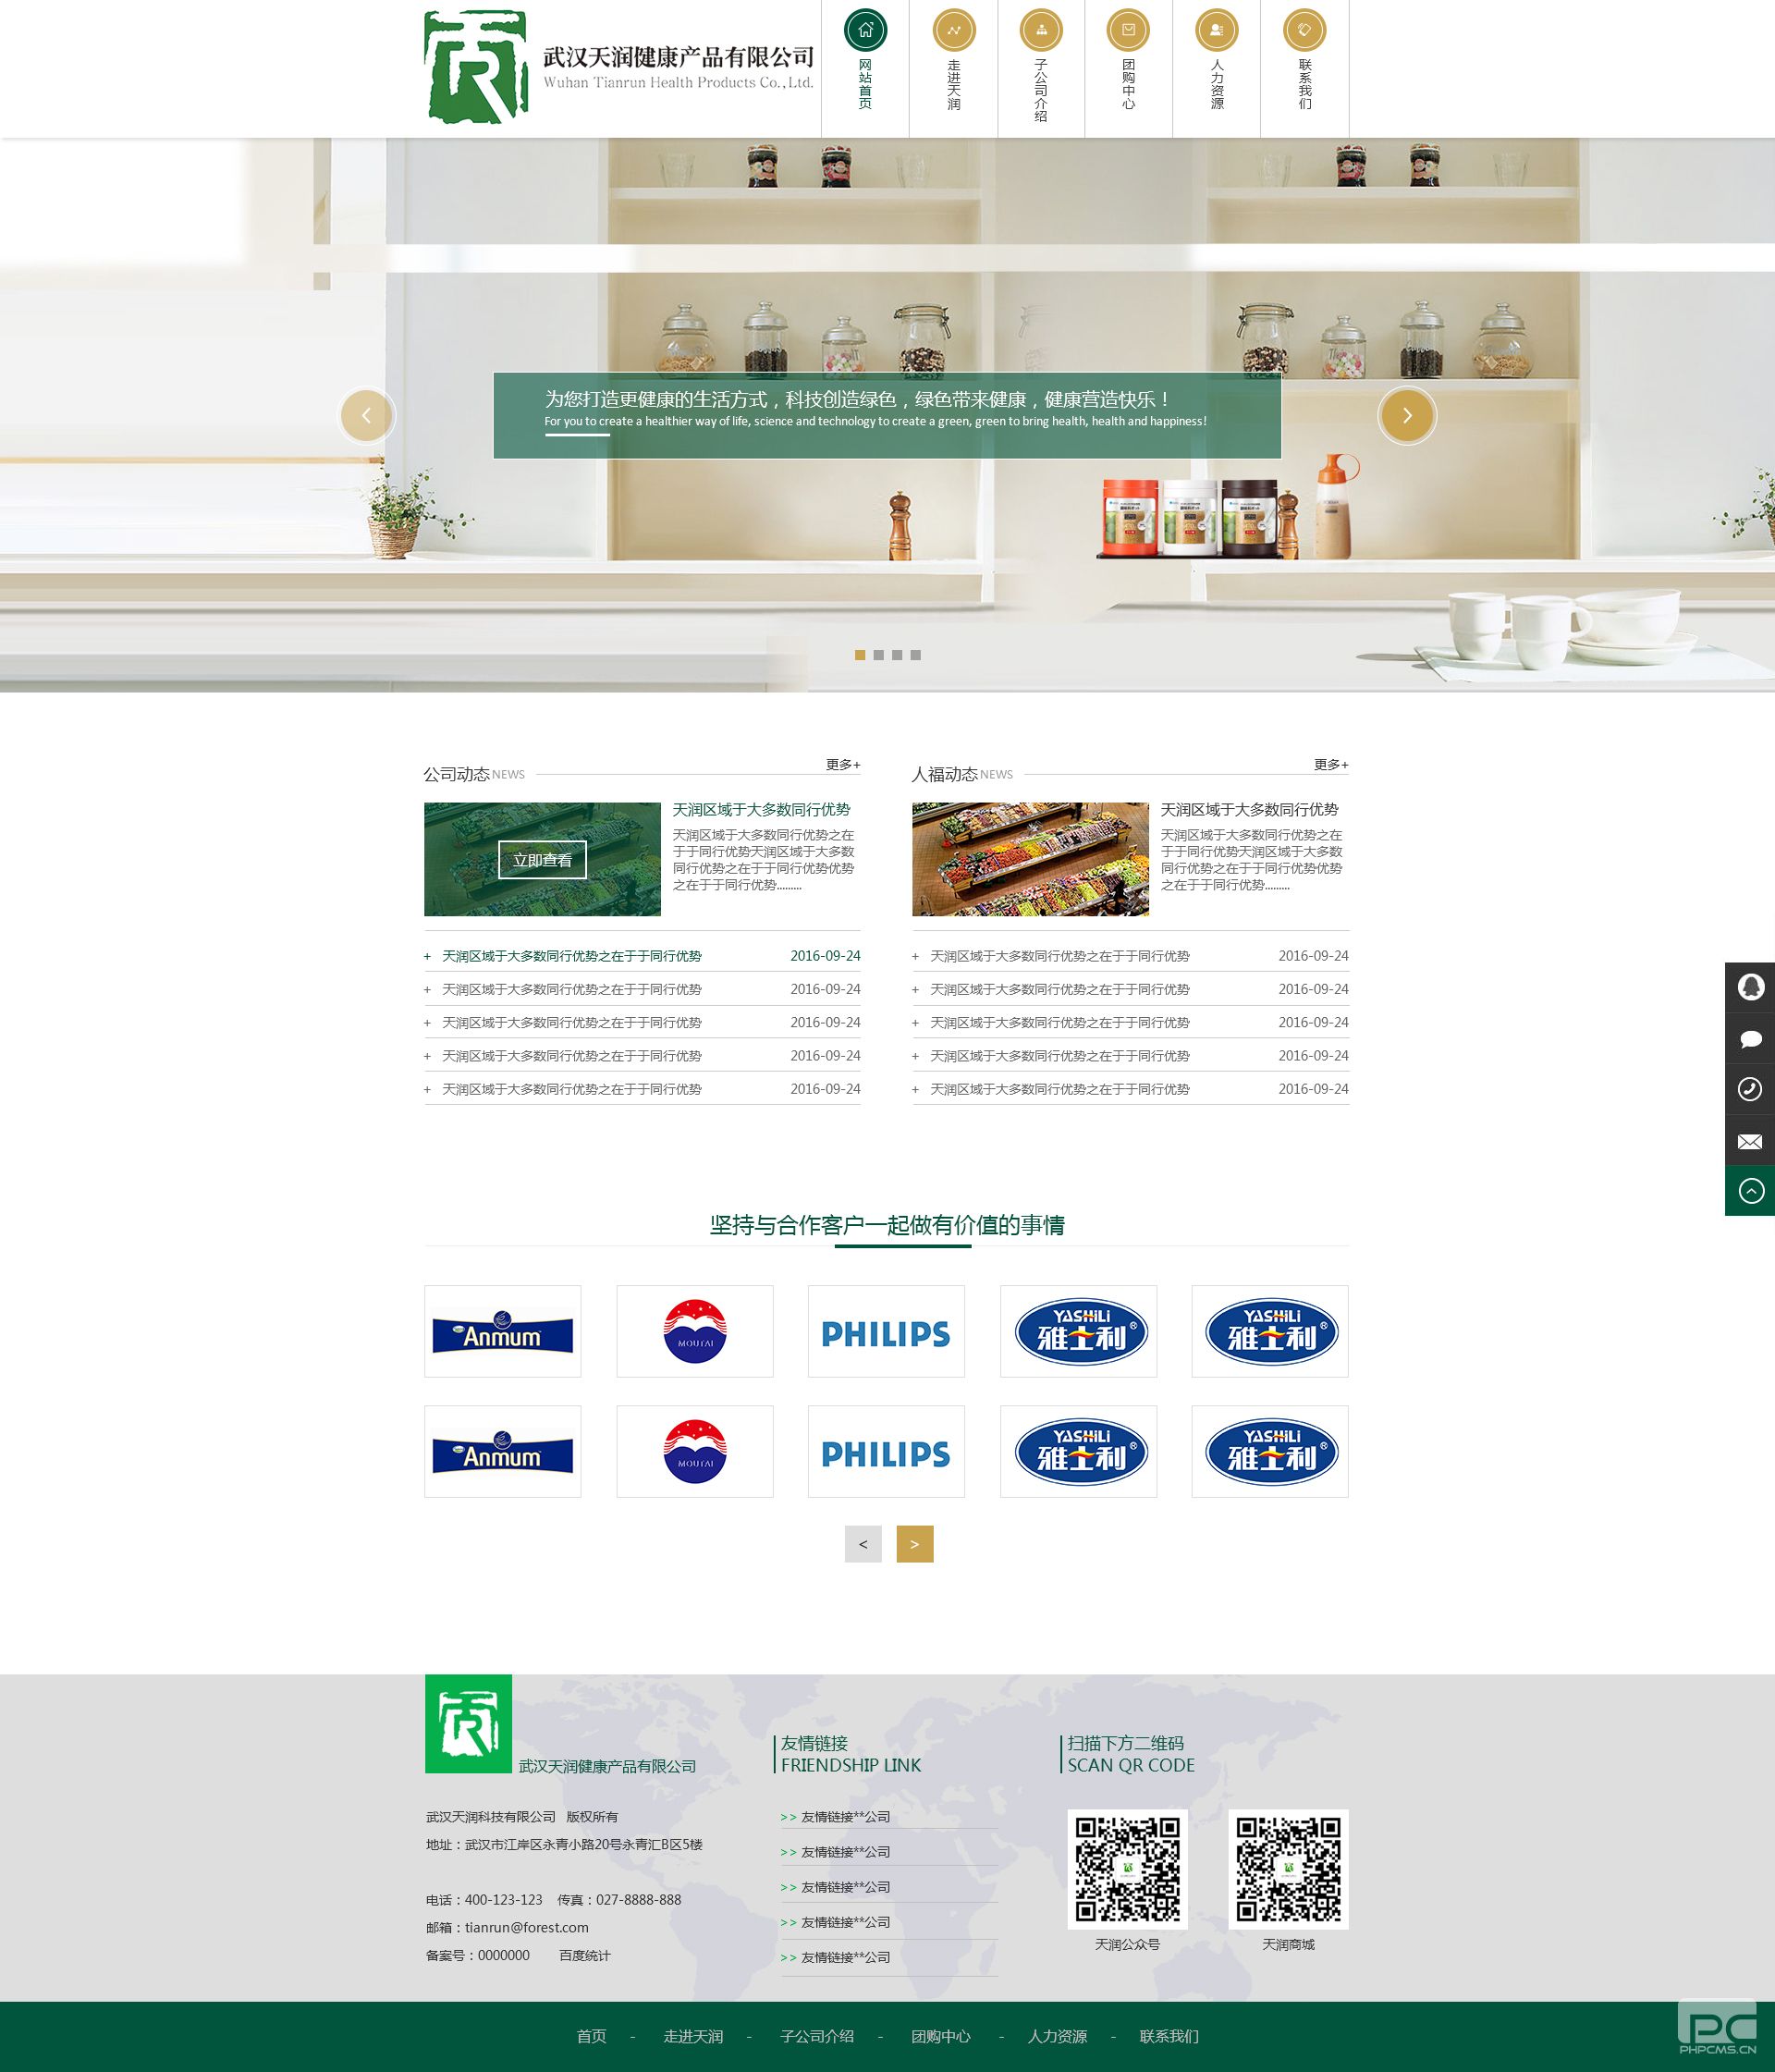 武汉天润健康产品有限公司
Wuhan Tianrun Health Products Co.,Ltd.
网站首页
走进天润
子公司介绍
团购中心
人力资源
联系我们
为您打造更健康的生活方式，科技创造绿色，绿色带来健康，健康营造快乐！
For you to create a healthier way of life, science and technology to create a green, green to bring health, health and happiness!
公司动态 NEWS 更多+
立即查看
天润区域于大多数同行优势
天润区域于大多数同行优势之在
于于同行优势天润区域于大多数
同行优势之在于于同行优势优势
之在于于同行优势.........
+ 天润区域于大多数同行优势之在于于同行优势 2016-09-24
+ 天润区域于大多数同行优势之在于于同行优势 2016-09-24
+ 天润区域于大多数同行优势之在于于同行优势 2016-09-24
+ 天润区域于大多数同行优势之在于于同行优势 2016-09-24
+ 天润区域于大多数同行优势之在于于同行优势 2016-09-24
人福动态 NEWS 更多+
天润区域于大多数同行优势
天润区域于大多数同行优势之在
于于同行优势天润区域于大多数
同行优势之在于于同行优势优势
之在于于同行优势.........
+ 天润区域于大多数同行优势之在于于同行优势 2016-09-24
+ 天润区域于大多数同行优势之在于于同行优势 2016-09-24
+ 天润区域于大多数同行优势之在于于同行优势 2016-09-24
+ 天润区域于大多数同行优势之在于于同行优势 2016-09-24
+ 天润区域于大多数同行优势之在于于同行优势 2016-09-24
坚持与合作客户一起做有价值的事情
Anmum
MOUTAI
PHILIPS
YASHILi
雅士利®
YASHILi
雅士利®
Anmum
MOUTAI
PHILIPS
YASHILi
雅士利®
YASHILi
雅士利®
< >
武汉天润健康产品有限公司
武汉天润科技有限公司 版权所有
地址：武汉市江岸区永青小路20号永青汇B区5楼
电话：400-123-123 传真：027-8888-888
邮箱：tianrun@forest.com
备案号：0000000 百度统计
友情链接
FRIENDSHIP LINK
>> 友情链接**公司
>> 友情链接**公司
>> 友情链接**公司
>> 友情链接**公司
>> 友情链接**公司
扫描下方二维码
SCAN QR CODE
天润公众号
天润商城
首页 - 走进天润 - 子公司介绍 - 团购中心 - 人力资源 - 联系我们
PC
PHPCMS.CN